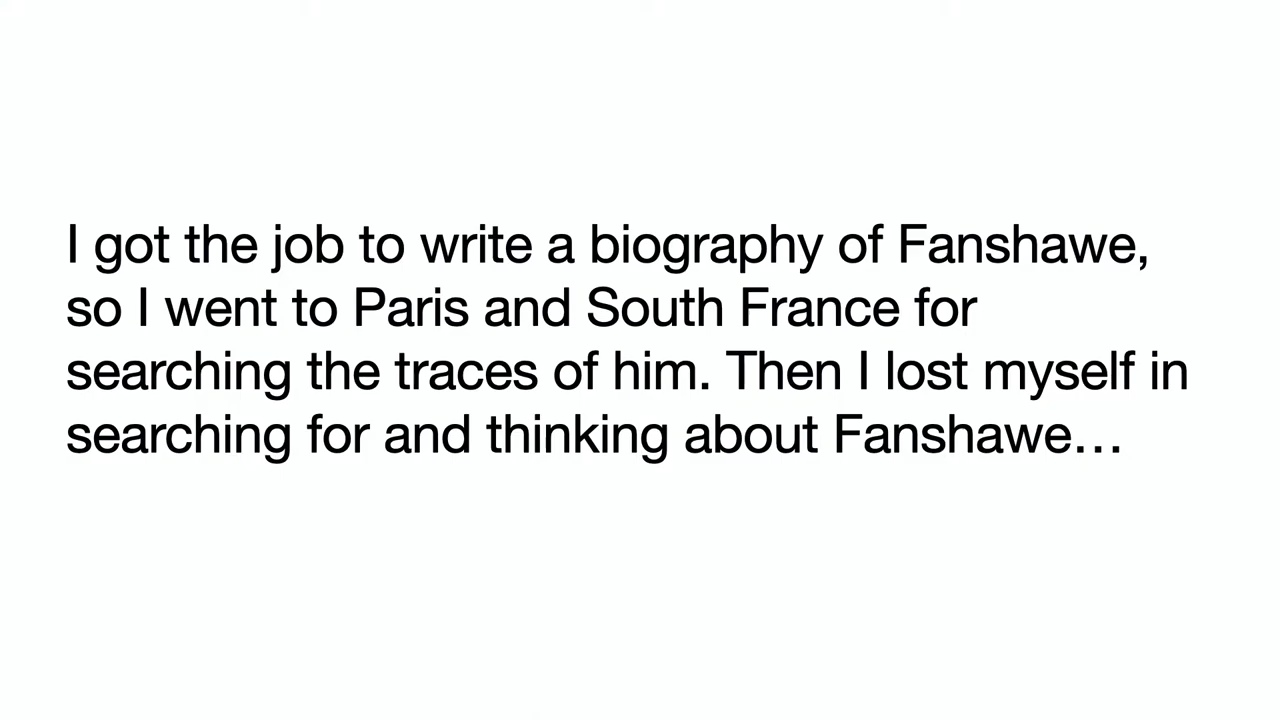 I got the job to write a biography of Fanshawe,
so I went to Paris and South France for
searching the traces of him. Then I lost myself in
searching for and thinking about Fanshawe…